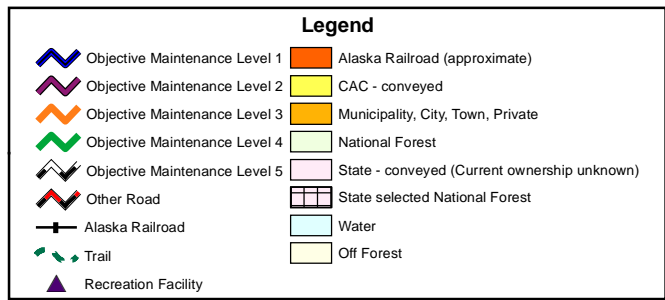 Legend
Objective Maintenance Level 1
Objective Maintenance Level 2
Objective Maintenance Level 3
Objective Maintenance Level 4
Objective Maintenance Level 5
Other Road
Alaska Railroad
Trail
Recreation Facility
Alaska Railroad (approximate)
CAC - conveyed
Municipality, City, Town, Private
National Forest
State - conveyed (Current ownership unknown)
State selected National Forest
Water
Off Forest